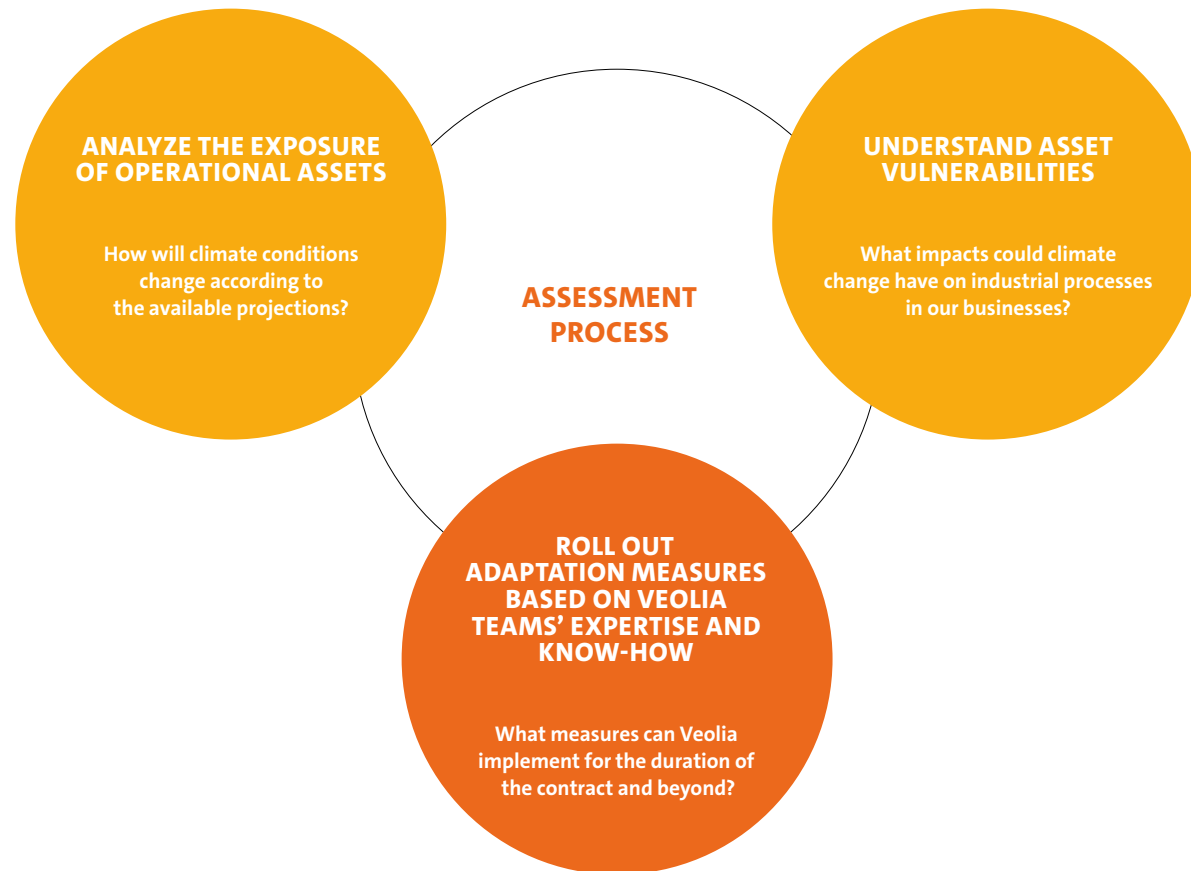 ANALYZE THE EXPOSURE
OF OPERATIONAL ASSETS
How will climate conditions
change according to
the available projections?
UNDERSTAND ASSET
VULNERABILITIES
What impacts could climate
change have on industrial processes
in our businesses?
ASSESSMENT
PROCESS
ROLL OUT
ADAPTATION MEASURES
BASED ON VEOLIA
TEAMS’ EXPERTISE AND
KNOW-HOW
What measures can Veolia
implement for the duration of
the contract and beyond?